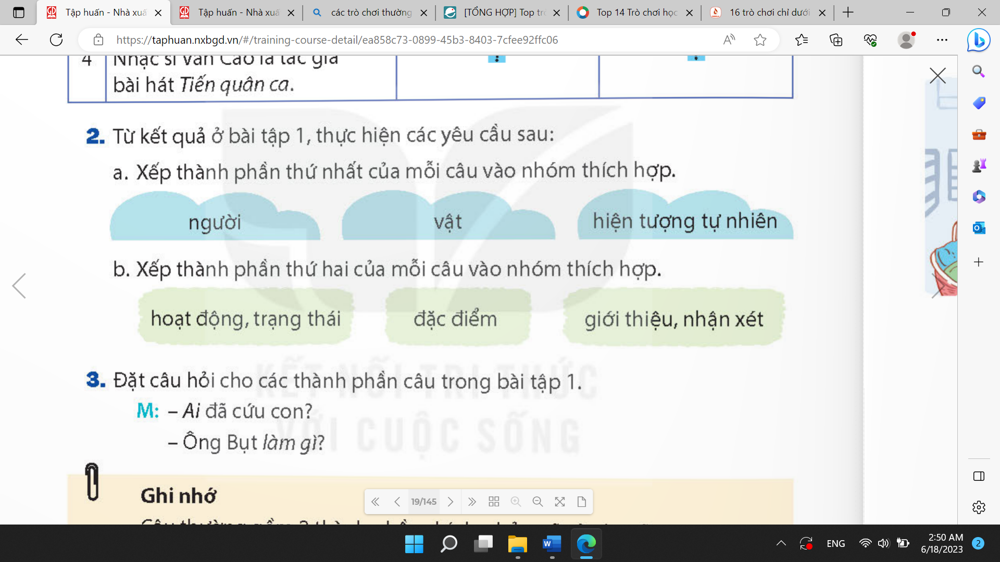 Tập huấn - Nhà xuấ
Tập huấn - Nhà xuấ
các trò chơi thường
[TỔNG HỢP] Top trò
Top 14 Trò chơi học
16 trò chơi chỉ dưới
https://taphuan.nxbgd.vn/#/training-course-detail/ea858c73-0899-45b3-8403-7cfee92ffc06
4 Nhạc sĩ Văn Cao là tác giả
bài hát Tiến quân ca.
2. Từ kết quả ở bài tập 1, thực hiện các yêu cầu sau:
a. Xếp thành phần thứ nhất của mỗi câu vào nhóm thích hợp.
người vật hiện tượng tự nhiên
b. Xếp thành phần thứ hai của mỗi câu vào nhóm thích hợp.
hoạt động, trạng thái đặc điểm giới thiệu, nhận xét
KẾT NỐI TRI THỨC
3. Đặt câu hỏi cho các thành phần câu trong bài tập 1.
M: – Ai đã cứu con?
VỚI CUỘC SỐNG
– Ông Bụt làm gì?
Ghi nhớ
19/145
ENG
2:50 AM
6/18/2023
2